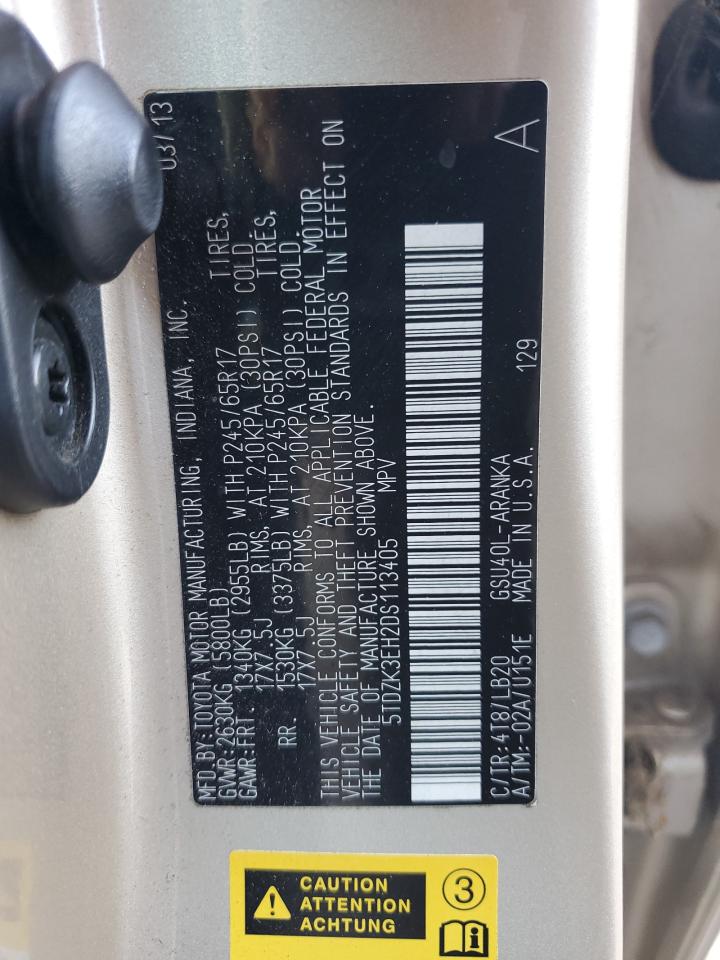 MFD.BY:TOYOTA MOTOR MANUFACTURING, INDIANA, INC. 03/13
GVWR:2630KG (5800LB)
GAWR:FRT. 1340KG (2955LB) WITH P245/65R17 TIRES,
17X7.5J RIMS, AT 210KPA (30PSI) COLD.
RR. 1530KG (3375LB) WITH P245/65R17 TIRES,
17X7.5J RIMS, AT 210KPA (30PSI) COLD.
THIS VEHICLE CONFORMS TO ALL APPLICABLE FEDERAL MOTOR
VEHICLE SAFETY AND THEFT PREVENTION STANDARDS IN EFFECT ON
THE DATE OF MANUFACTURE SHOWN ABOVE.
5TDZK3EH2DS113405 MPV
C/TR:4T8/LB20 GSU40L-ARANKA A
A/TM:-02A/U151E MADE IN U.S.A. 129
CAUTION
ATTENTION
ACHTUNG
3